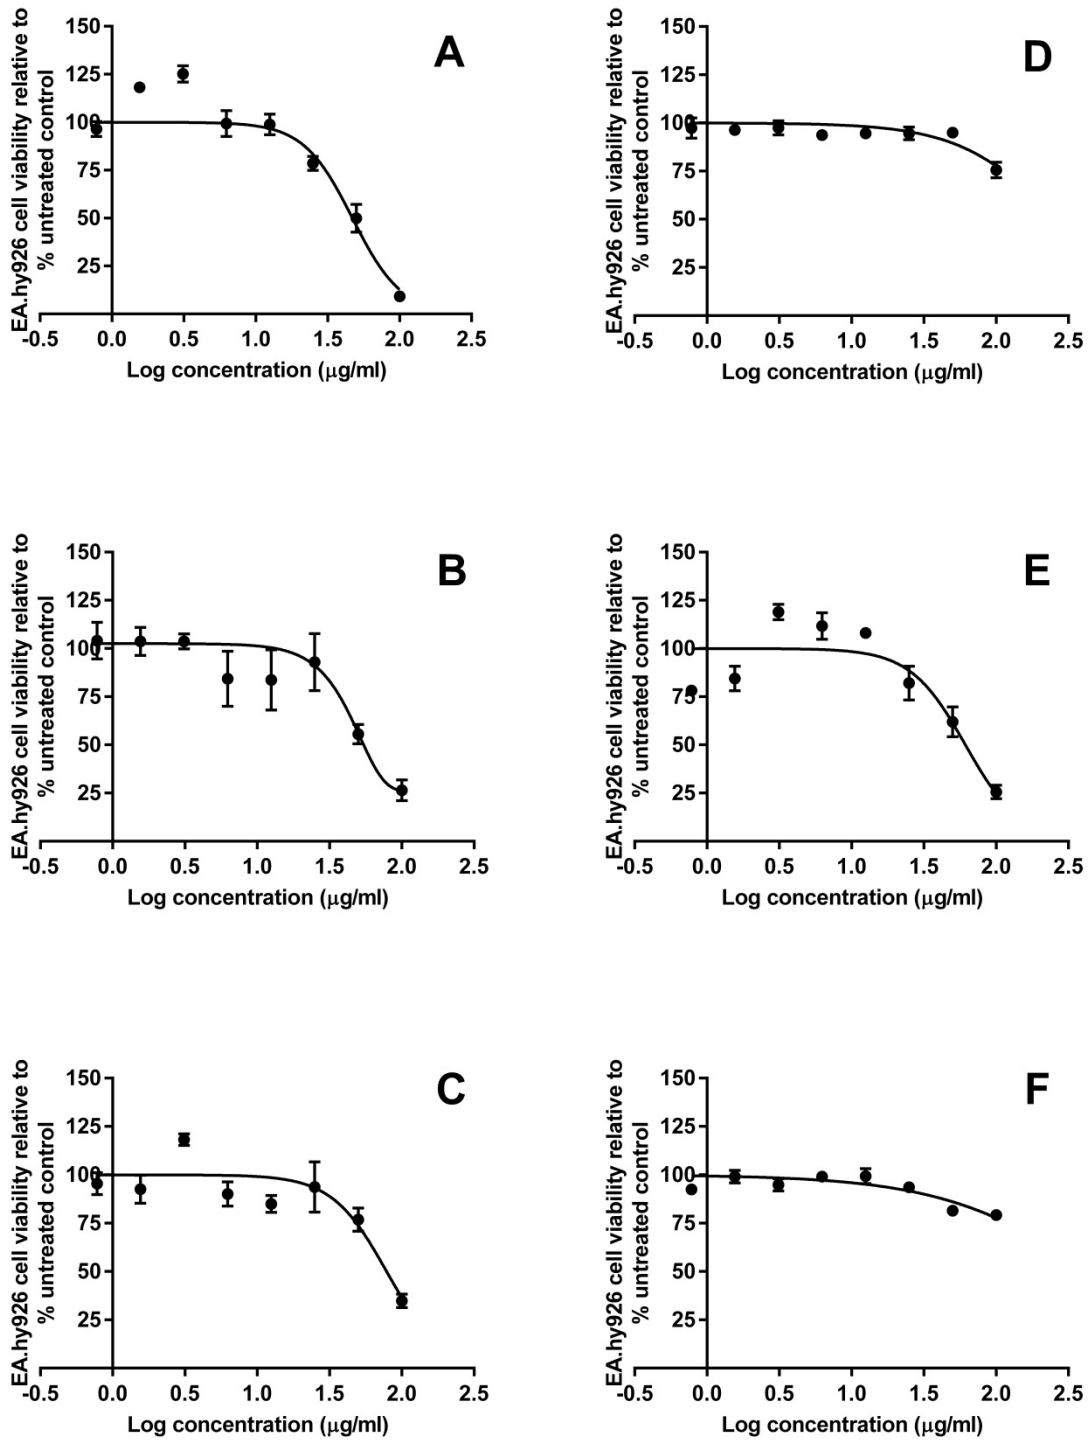 EA.hy926 cell viability relative to
% untreated control
150
125
100
75
50
25
-0.5 0.0 0.5 1.0 1.5 2.0 2.5
Log concentration (μg/ml)
A
EA.hy926 cell viability relative to
% untreated control
150
125
100
75
50
25
-0.5 0.0 0.5 1.0 1.5 2.0 2.5
Log concentration (μg/ml)
D
EA.hy926 cell viability relative to
% untreated control
150
125
100
75
50
25
-0.5 0.0 0.5 1.0 1.5 2.0 2.5
Log concentration (μg/ml)
B
EA.hy926 cell viability relative to
% untreated control
150
125
100
75
50
25
-0.5 0.0 0.5 1.0 1.5 2.0 2.5
Log concentration (μg/ml)
E
EA.hy926 cell viability relative to
% untreated control
150
125
100
75
50
25
-0.5 0.0 0.5 1.0 1.5 2.0 2.5
Log concentration (μg/ml)
C
EA.hy926 cell viability relative to
% untreated control
150
125
100
75
50
25
-0.5 0.0 0.5 1.0 1.5 2.0 2.5
Log concentration (μg/ml)
F